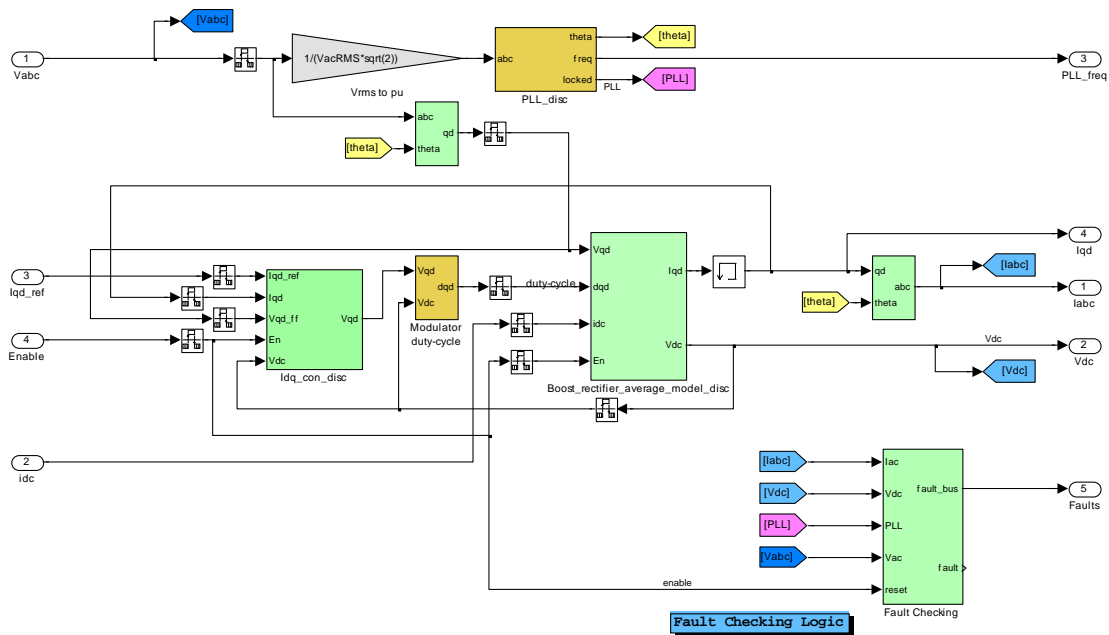 [Vabc]
1
Vabc
1/(VacRMS*sqrt(2))
Vrms to pu
abc
theta
freq
locked
PLL_disc
PLL
[theta]
[PLL]
3
PLL_freq
abc
theta
qd
[theta]
3
Iqd_ref
4
Enable
Iqd_ref
Iqd
Vqd_ff
En
Vdc
Vqd
Idq_con_disc
Vqd
Vdc
dqd
Modulator
duty-cycle
duty-cycle
Vqd
dqd
idc
En
Iqd
Vdc
Boost_rectifier_average_model_disc
[theta]
qd
theta
abc
4
Iqd
[Iabc]
1
Iabc
Vdc
2
Vdc
[Vdc]
2
idc
[Iabc]
[Vdc]
[PLL]
[Vabc]
enable
Iac
Vdc
PLL
Vac
reset
fault_bus
fault
Fault Checking
5
Faults
Fault Checking Logic